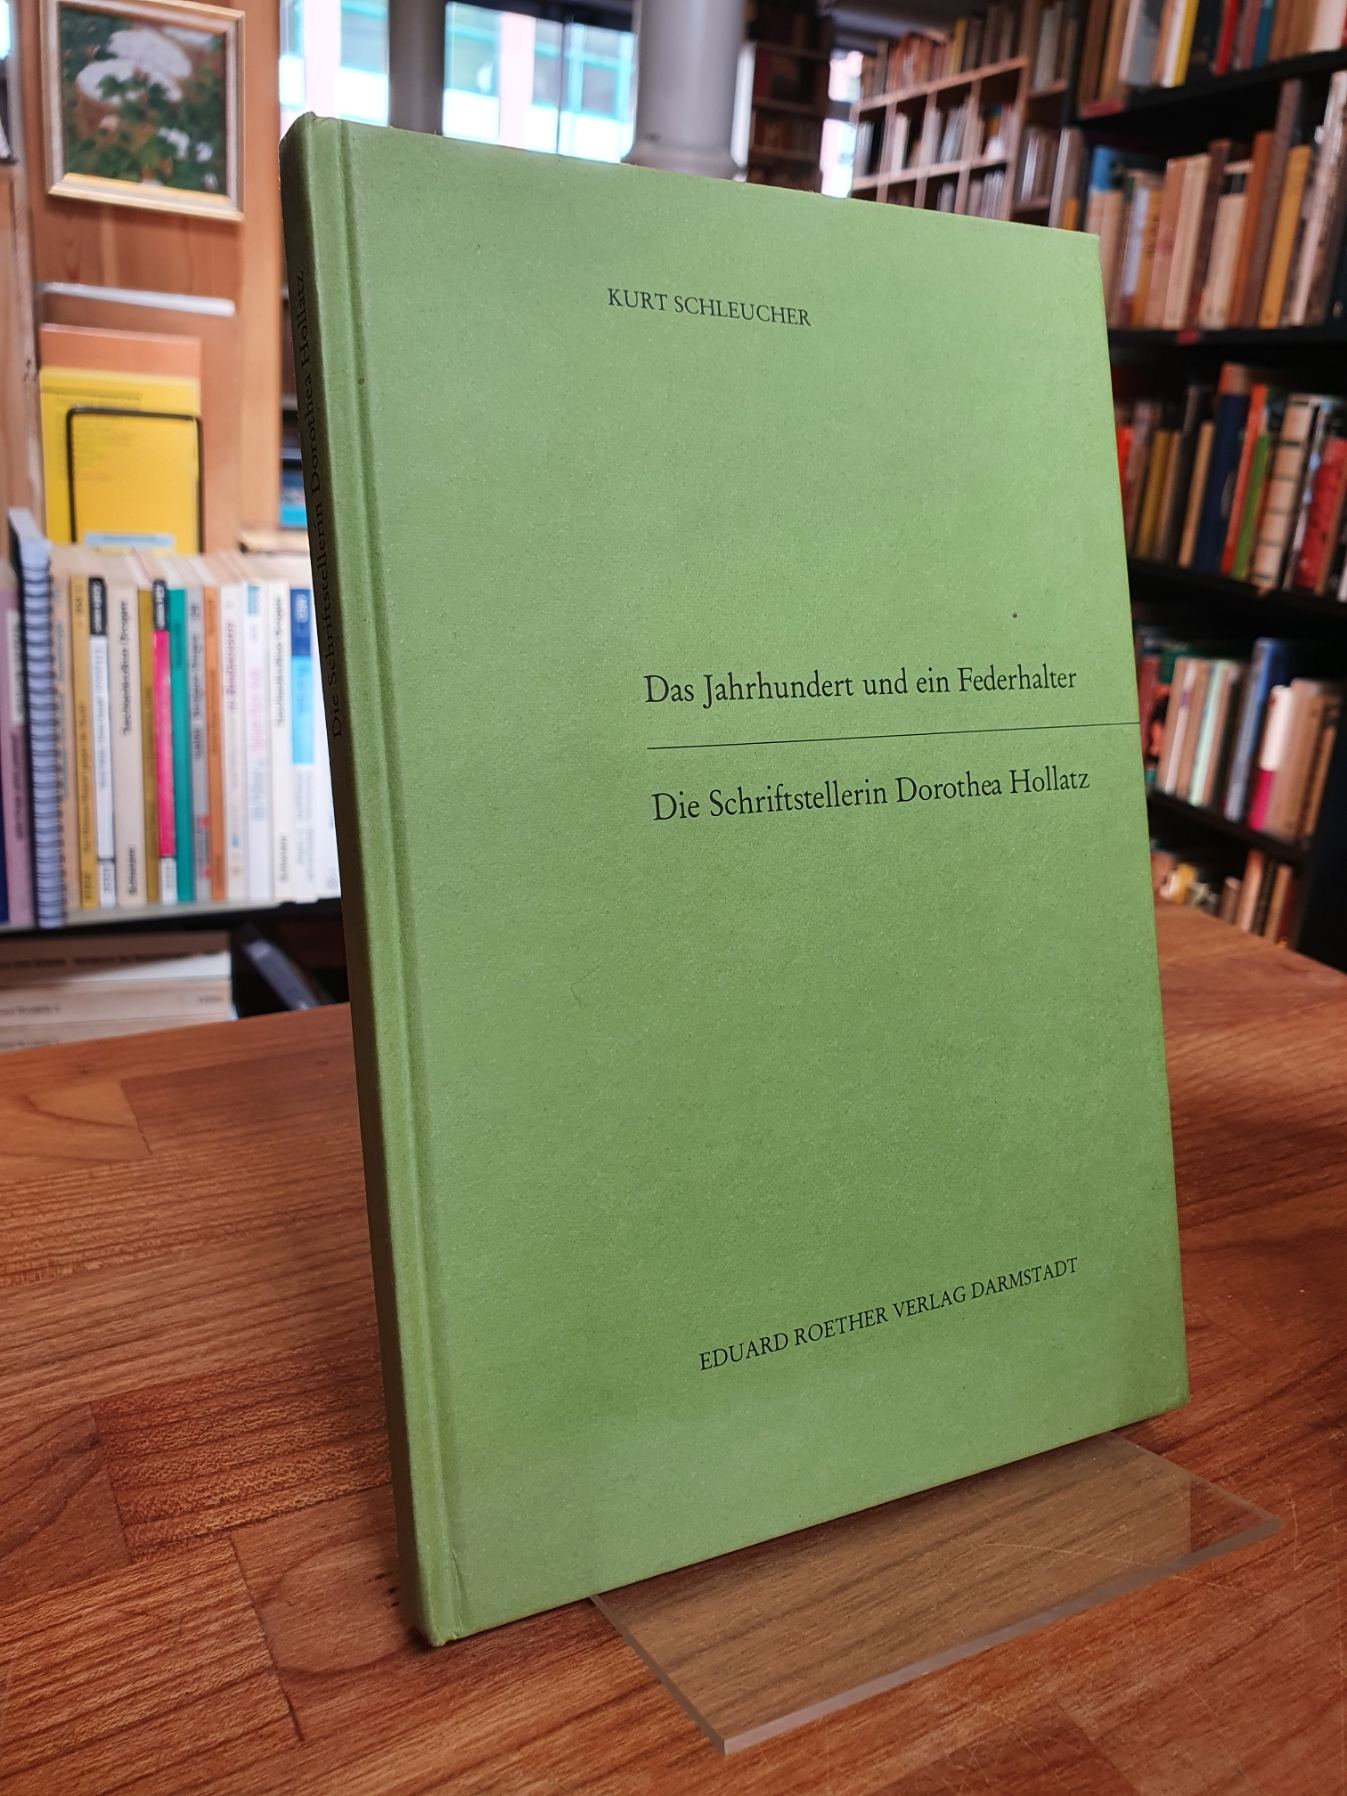 KURT SCHLEUCHER
Das Jahrhundert und ein Federhalter
Die Schriftstellerin Dorothea Hollatz
EDUARD ROETHER VERLAG DARMSTADT
Die Schriftstellerin Dorothea Hollatz